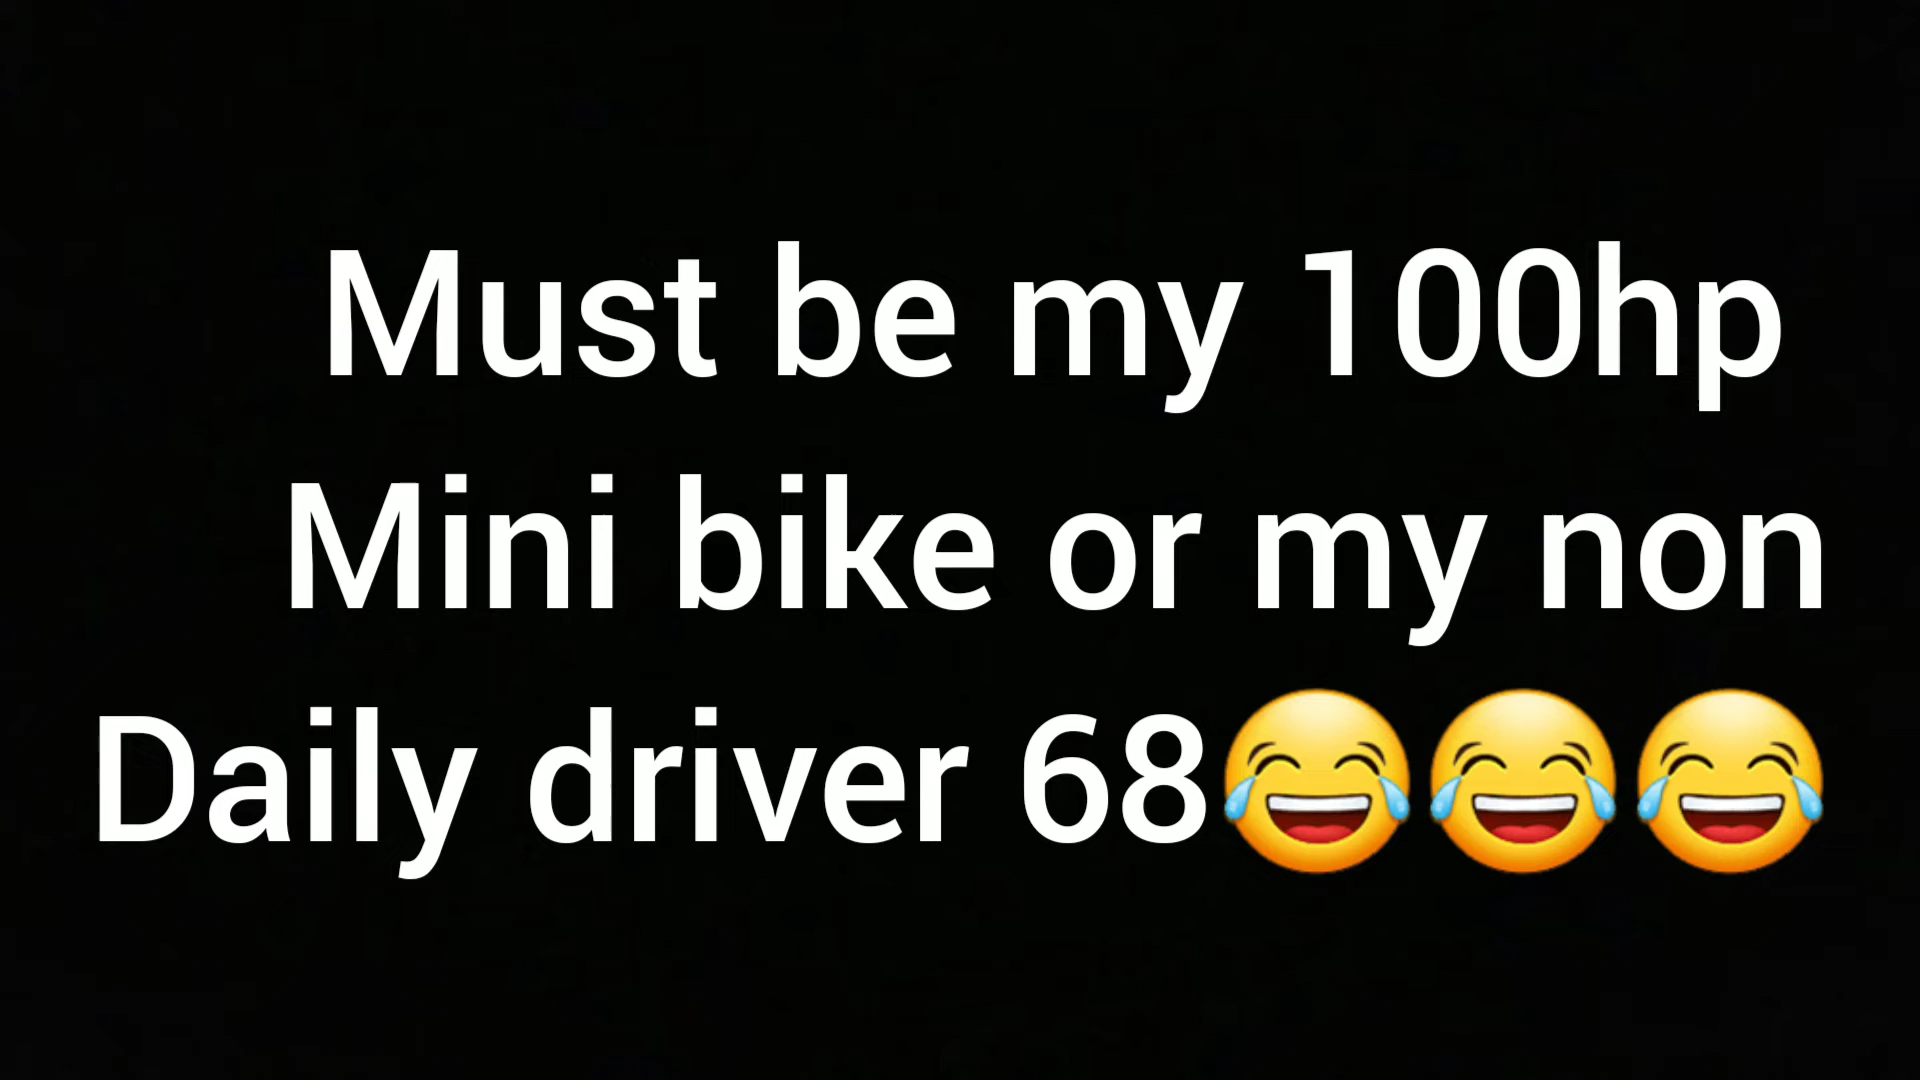 Must be my 100hp
Mini bike or my non
Daily driver 68😂😂😂